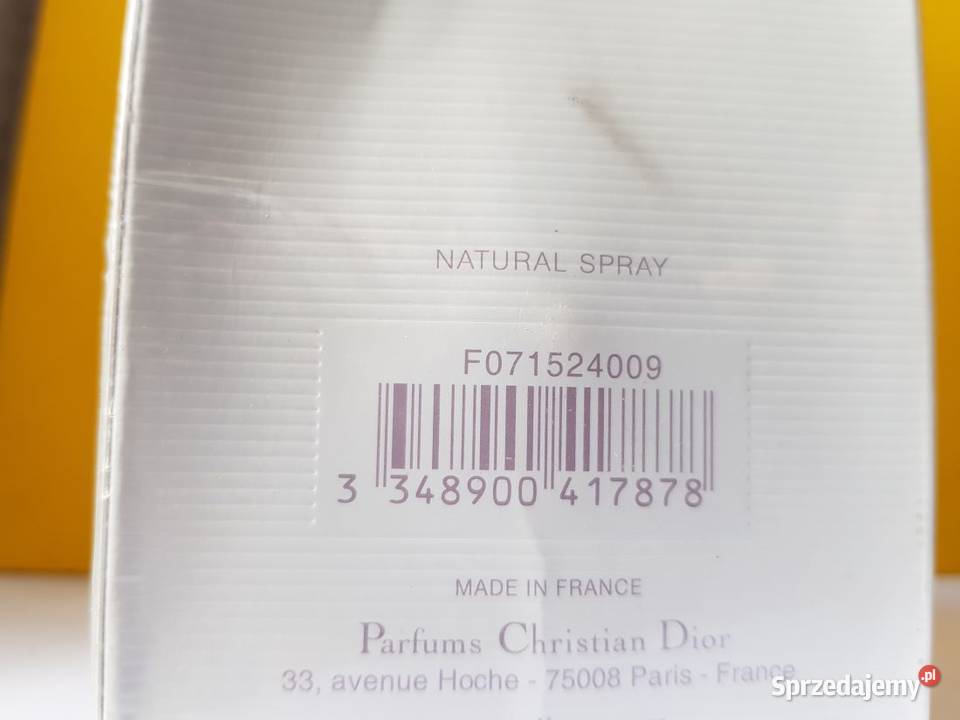 NATURAL SPRAY
F071524009
3 348900 417878
MADE IN FRANCE
Parfums Christian Dior
33, avenue Hoche - 75008 Paris - France
Sprzedajemy.pl